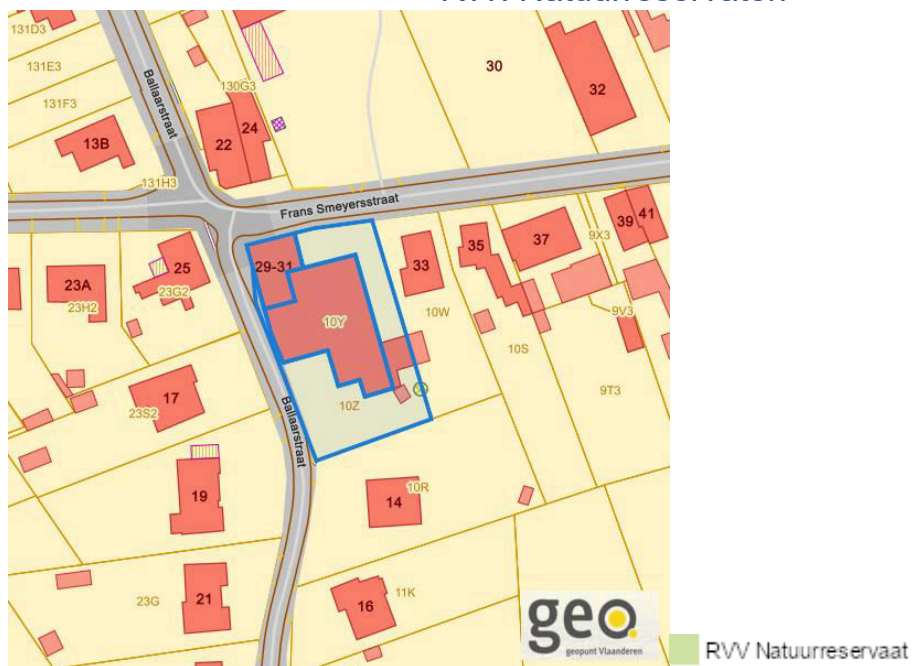 131D3
30
131E3
32
Ballaarstraat
130G3
131F3
24
13B
22
131H3
Frans Smeyersstraat
39
41
9X3
37
35
25
29-31
33
23A
23G2
23H2
10W
9V3
10Y
10S
9T3
17
10Z
23S2
Ballaarstraat
10R
19
14
11K
23G
21
16
geo.
geopunt Vlaanderen
RVV Natuurreservaat